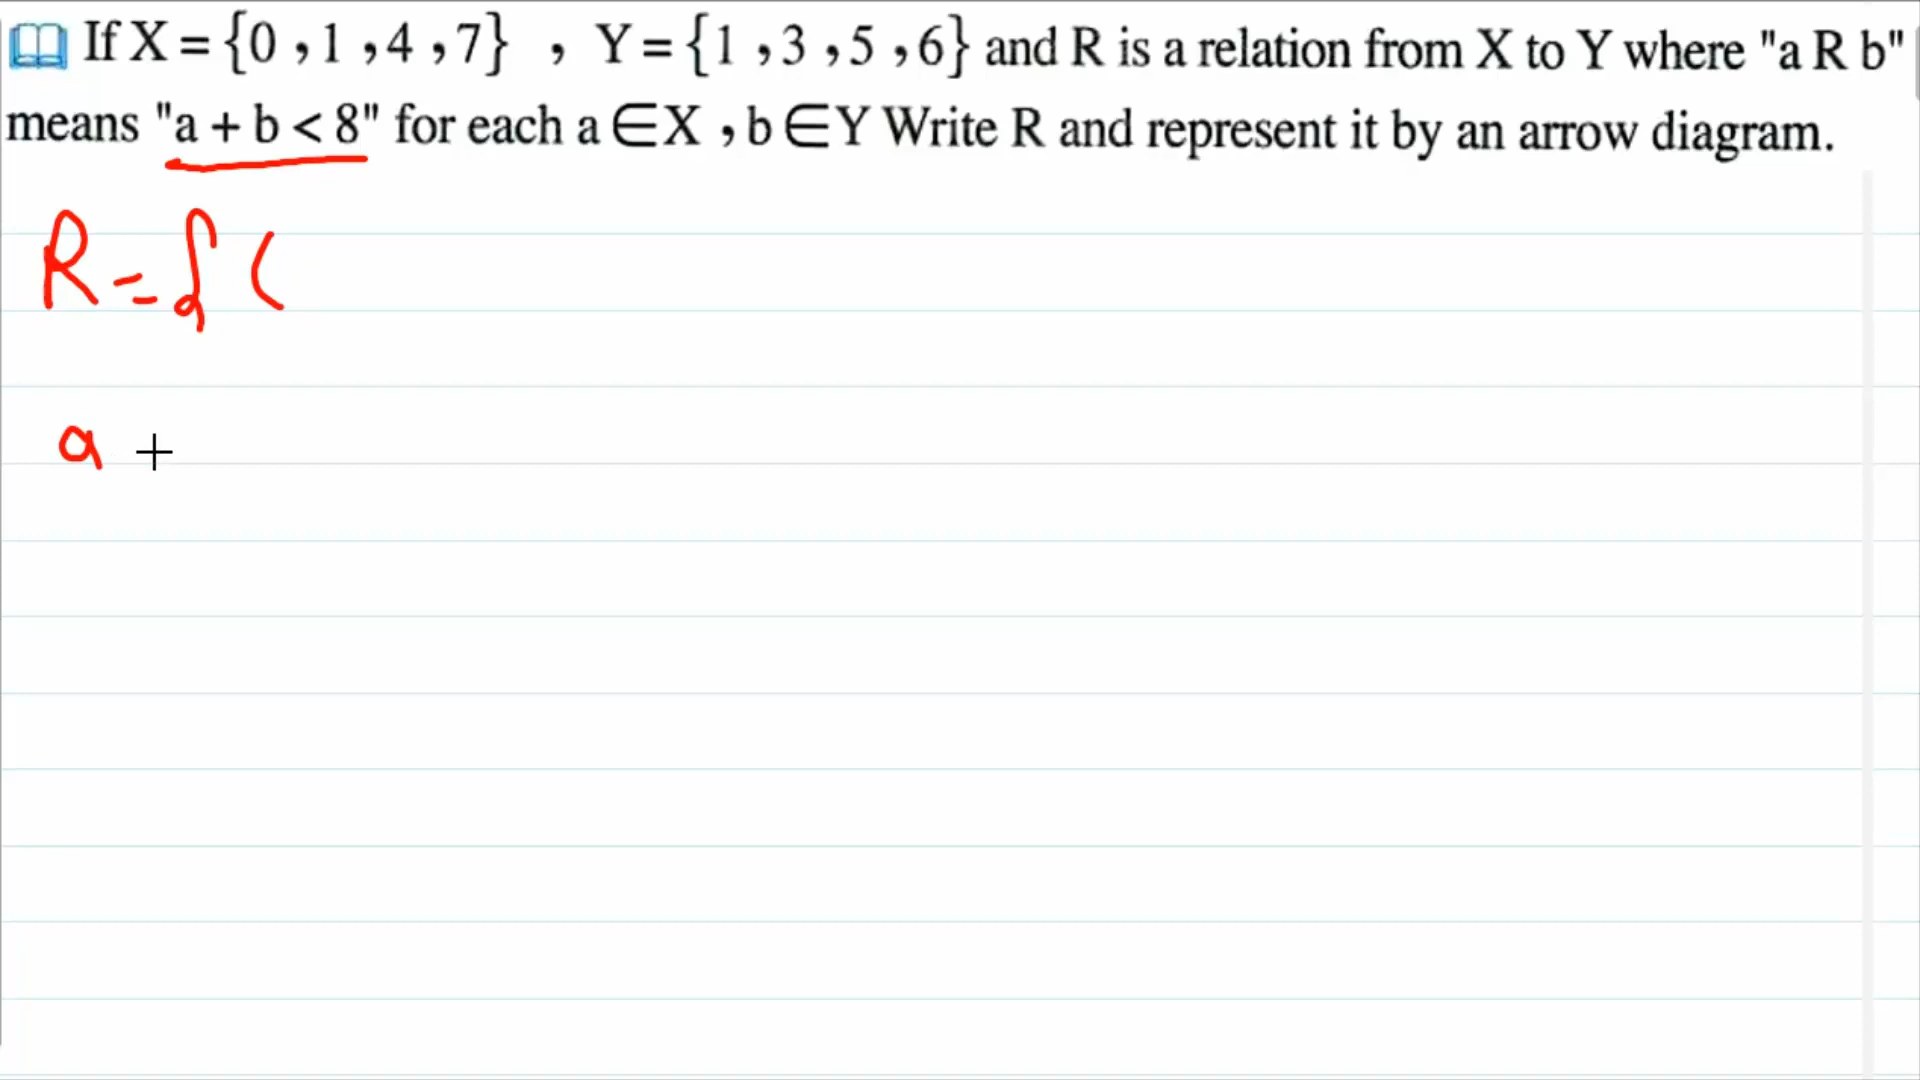 If X = {0 , 1 , 4 , 7} , Y = {1 , 3 , 5 , 6} and R is a relation from X to Y where "a R b"
means "a + b < 8" for each a ∈ X , b ∈ Y Write R and represent it by an arrow diagram.
R = { (
a